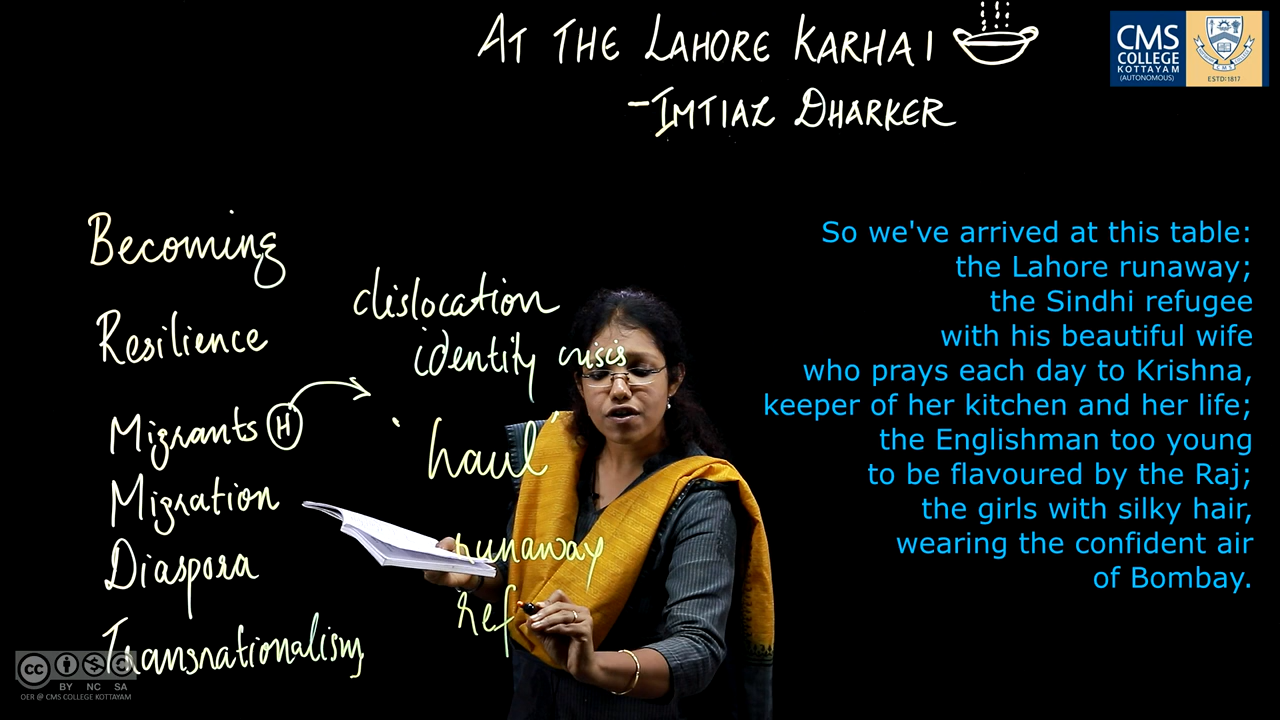 AT THE LAHORE KARHAI
-IMTIAZ DHARKER
CMS
COLLEGE
KOTTAYAM
(AUTONOMOUS)
ESTD:1817
Becoming
Resilience
Migrants H
Migration
Diaspora
Transnationalism
dislocation
identity crisis
'haul'
runaway
ref
So we've arrived at this table:
the Lahore runaway;
the Sindhi refugee
with his beautiful wife
who prays each day to Krishna,
keeper of her kitchen and her life;
the Englishman too young
to be flavoured by the Raj;
the girls with silky hair,
wearing the confident air
of Bombay.
cc
BY NC SA
OER @ CMS COLLEGE KOTTAYAM